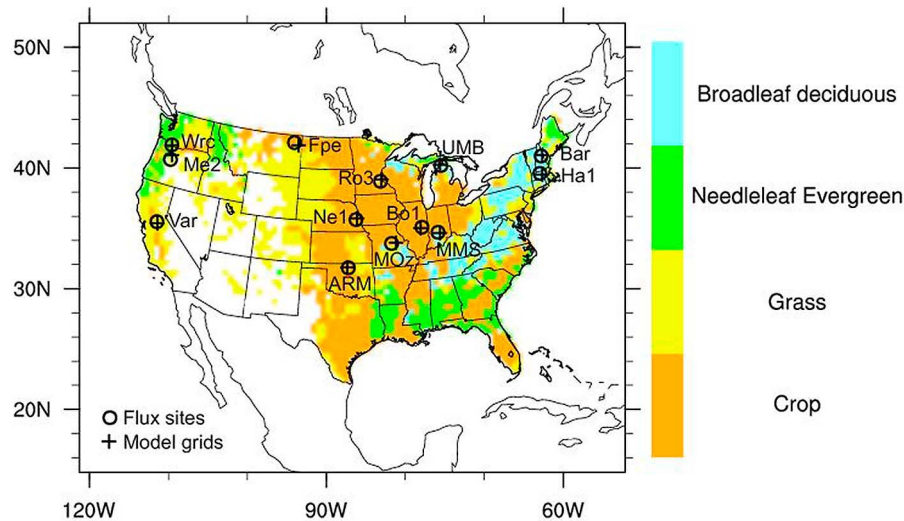 50N
40N
30N
20N
120W
90W
60W
Wrc
Me2
Var
Fpe
Ro3
UMB
Bar
Ha1
Ne1
Bo1
MOz
MMS
ARM
O Flux sites
+ Model grids
Broadleaf deciduous
Needleleaf Evergreen
Grass
Crop